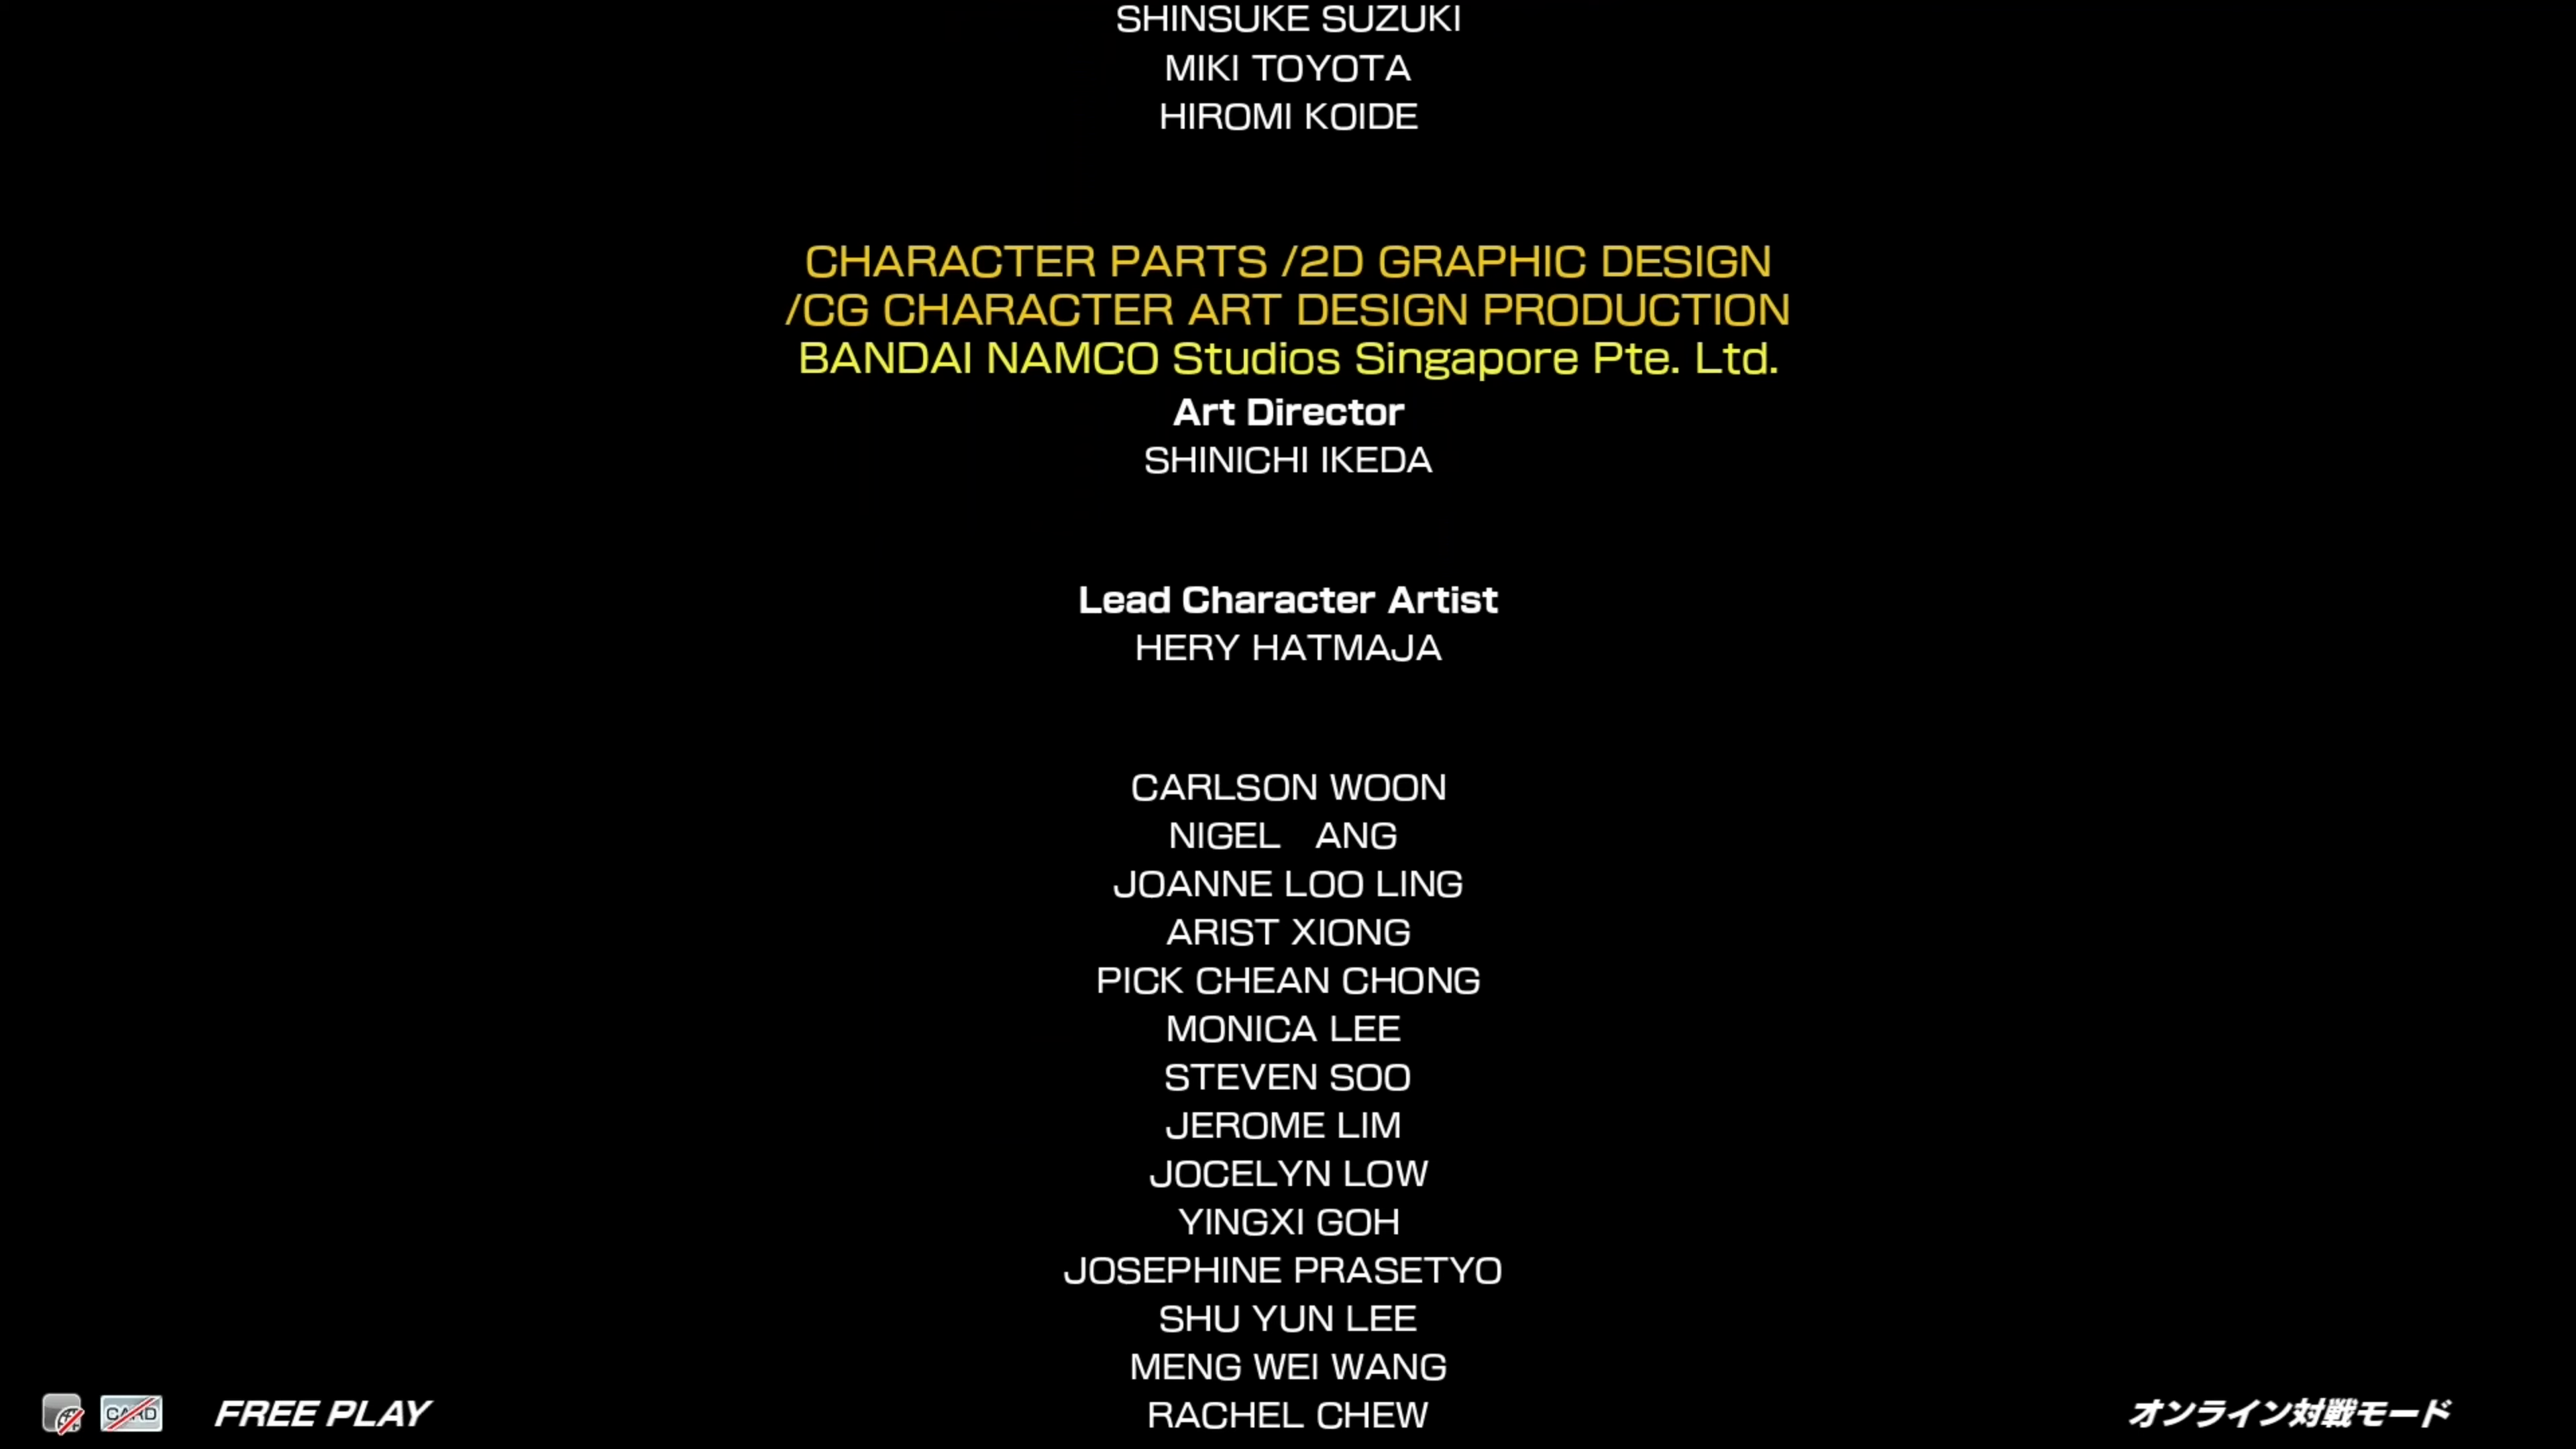 SHINSUKE SUZUKI
MIKI TOYOTA
HIROMI KOIDE
CHARACTER PARTS /2D GRAPHIC DESIGN
/CG CHARACTER ART DESIGN PRODUCTION
BANDAI NAMCO Studios Singapore Pte. Ltd.
Art Director
SHINICHI IKEDA
Lead Character Artist
HERY HATMAJA
CARLSON WOON
NIGEL　ANG
JOANNE LOO LING
ARIST XIONG
PICK CHEAN CHONG
MONICA LEE
STEVEN SOO
JEROME LIM
JOCELYN LOW
YINGXI GOH
JOSEPHINE PRASETYO
SHU YUN LEE
MENG WEI WANG
RACHEL CHEW
CARD
FREE PLAY
オンライン対戦モード